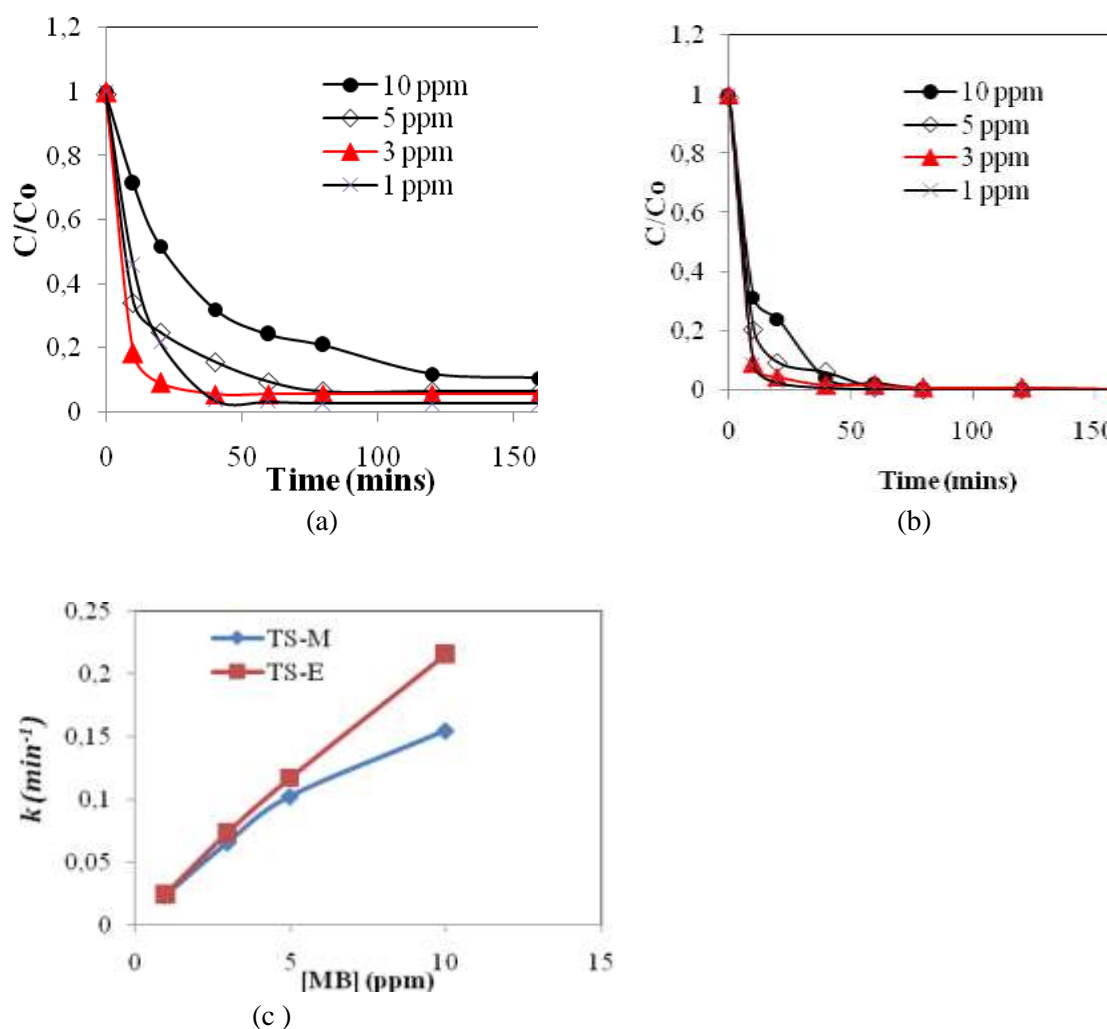 1,2
1
0,8
0,6
0,4
0,2
0
C/Co
10 ppm
5 ppm
3 ppm
1 ppm
0 50 100 150
Time (mins)
(a)
1,2
1
0,8
0,6
0,4
0,2
0
C/Co
10 ppm
5 ppm
3 ppm
1 ppm
0 50 100 150
Time (mins)
(b)
0,25
0,2
0,15
0,1
0,05
0
k (min⁻¹)
TS-M
TS-E
0 5 10 15
[MB] (ppm)
(c )